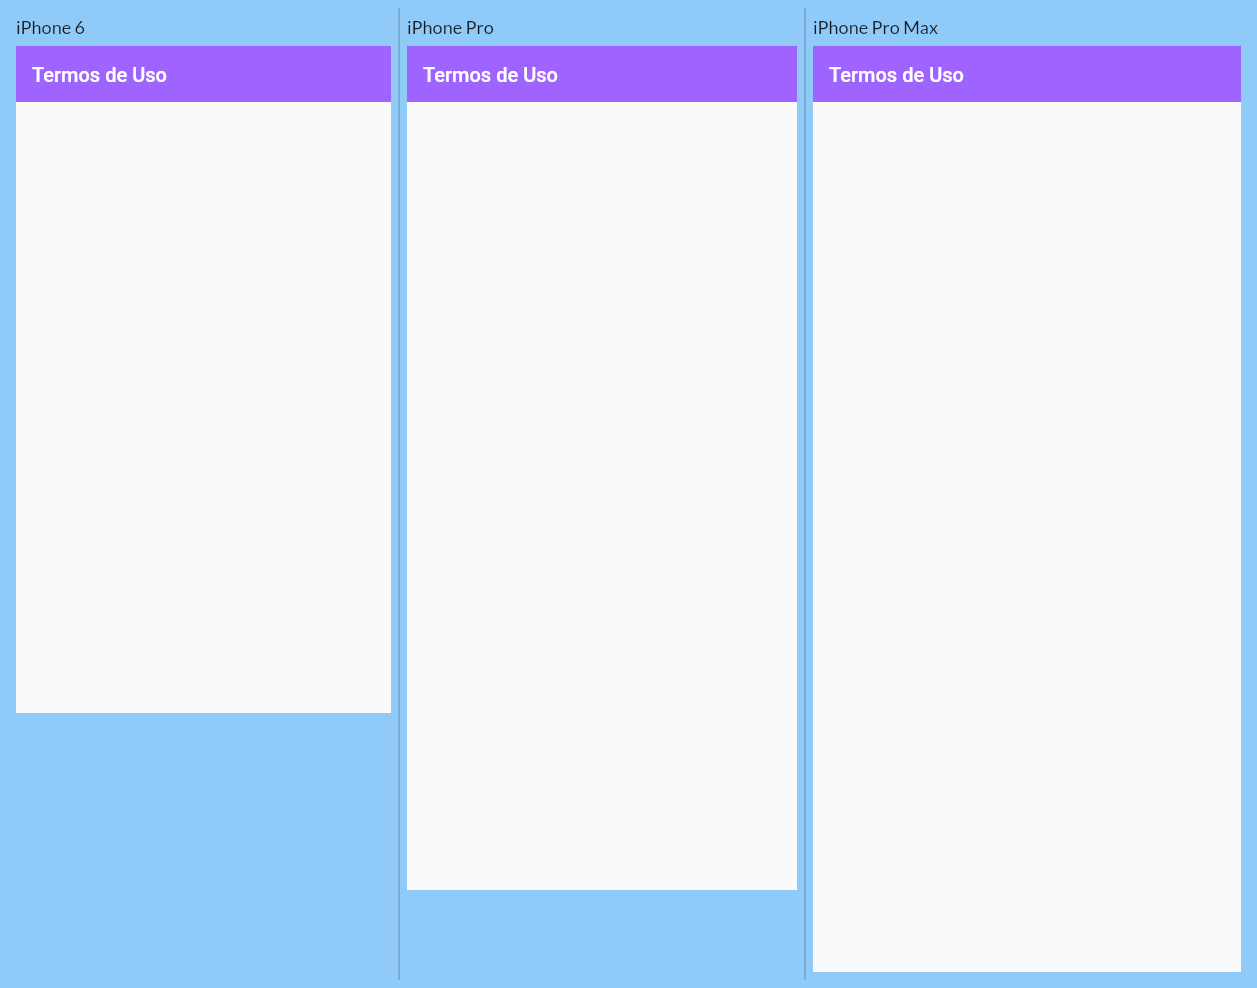 iPhone 6
Termos de Uso
iPhone Pro
Termos de Uso
iPhone Pro Max
Termos de Uso